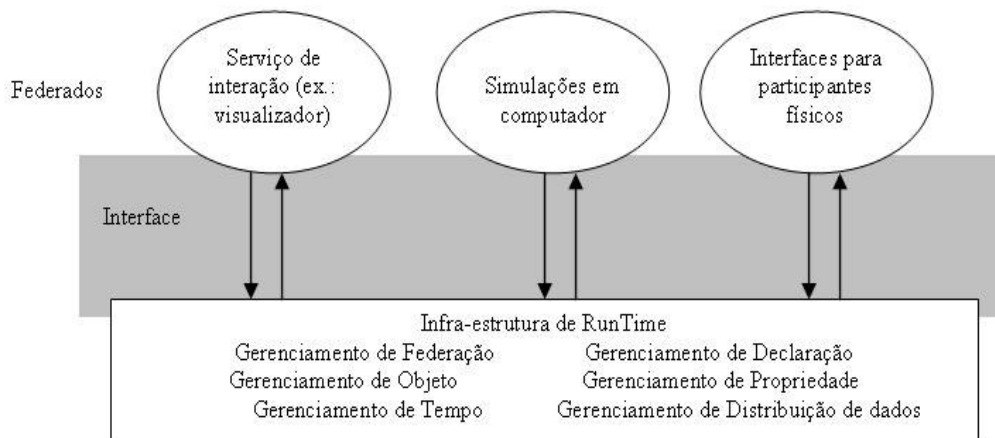 Federados
Serviço de
interação (ex.:
visualizador)
Simulações em
computador
Interfaces para
participantes
físicos
Interface
Infra-estrutura de RunTime
Gerenciamento de Federação
Gerenciamento de Declaração
Gerenciamento de Objeto
Gerenciamento de Propriedade
Gerenciamento de Tempo
Gerenciamento de Distribuição de dados